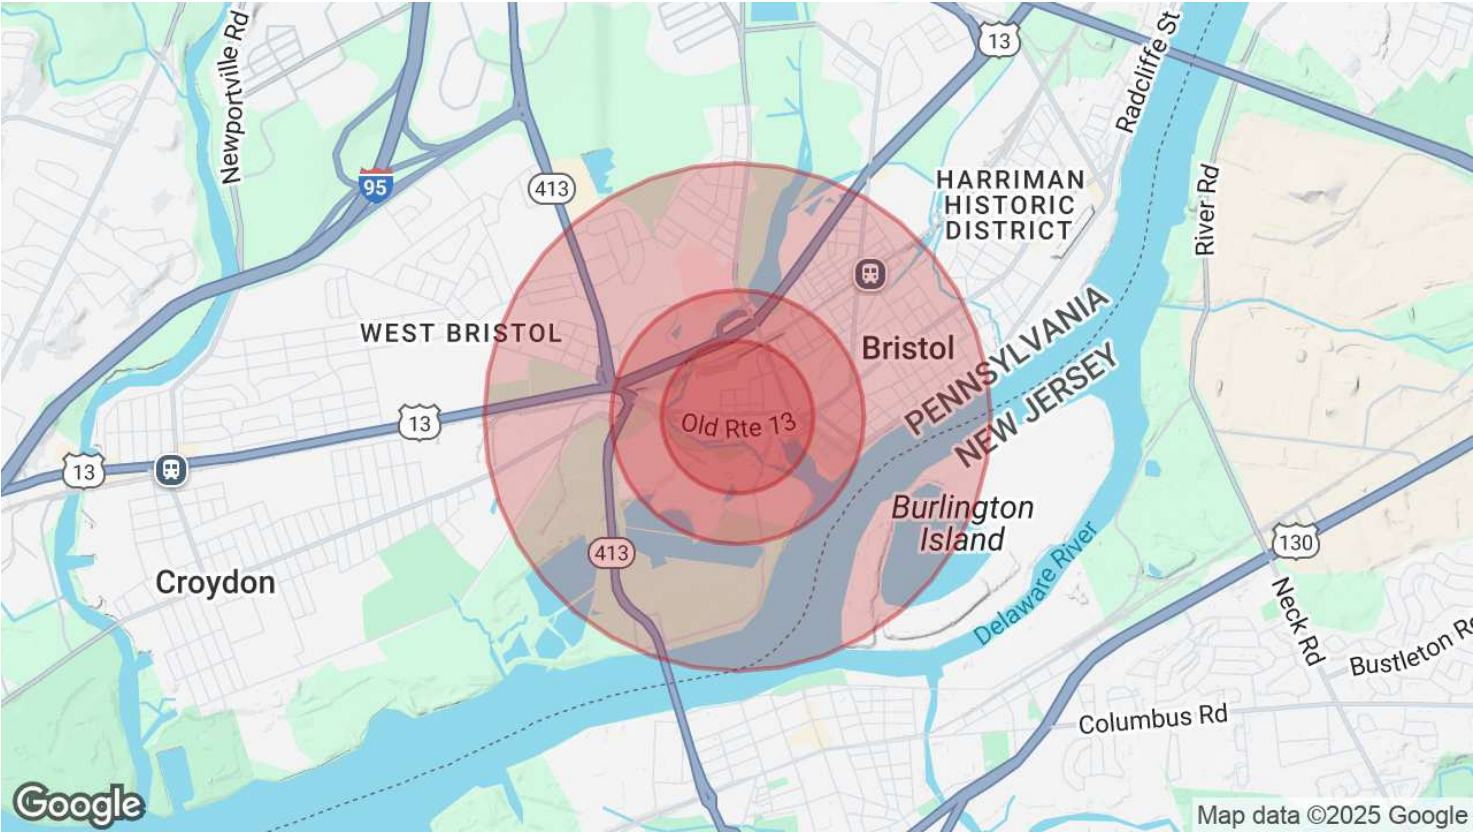 Newportville Rd
13
Radcliffe St
95
413
HARRIMAN
HISTORIC
DISTRICT
River Rd
WEST BRISTOL
Bristol
PENNSYLVANIA
NEW JERSEY
13
Old Rte 13
13
Burlington
Island
130
413
Croydon
Delaware River
Neck Rd
Bustleton R
Columbus Rd
Google
Map data ©2025 Google